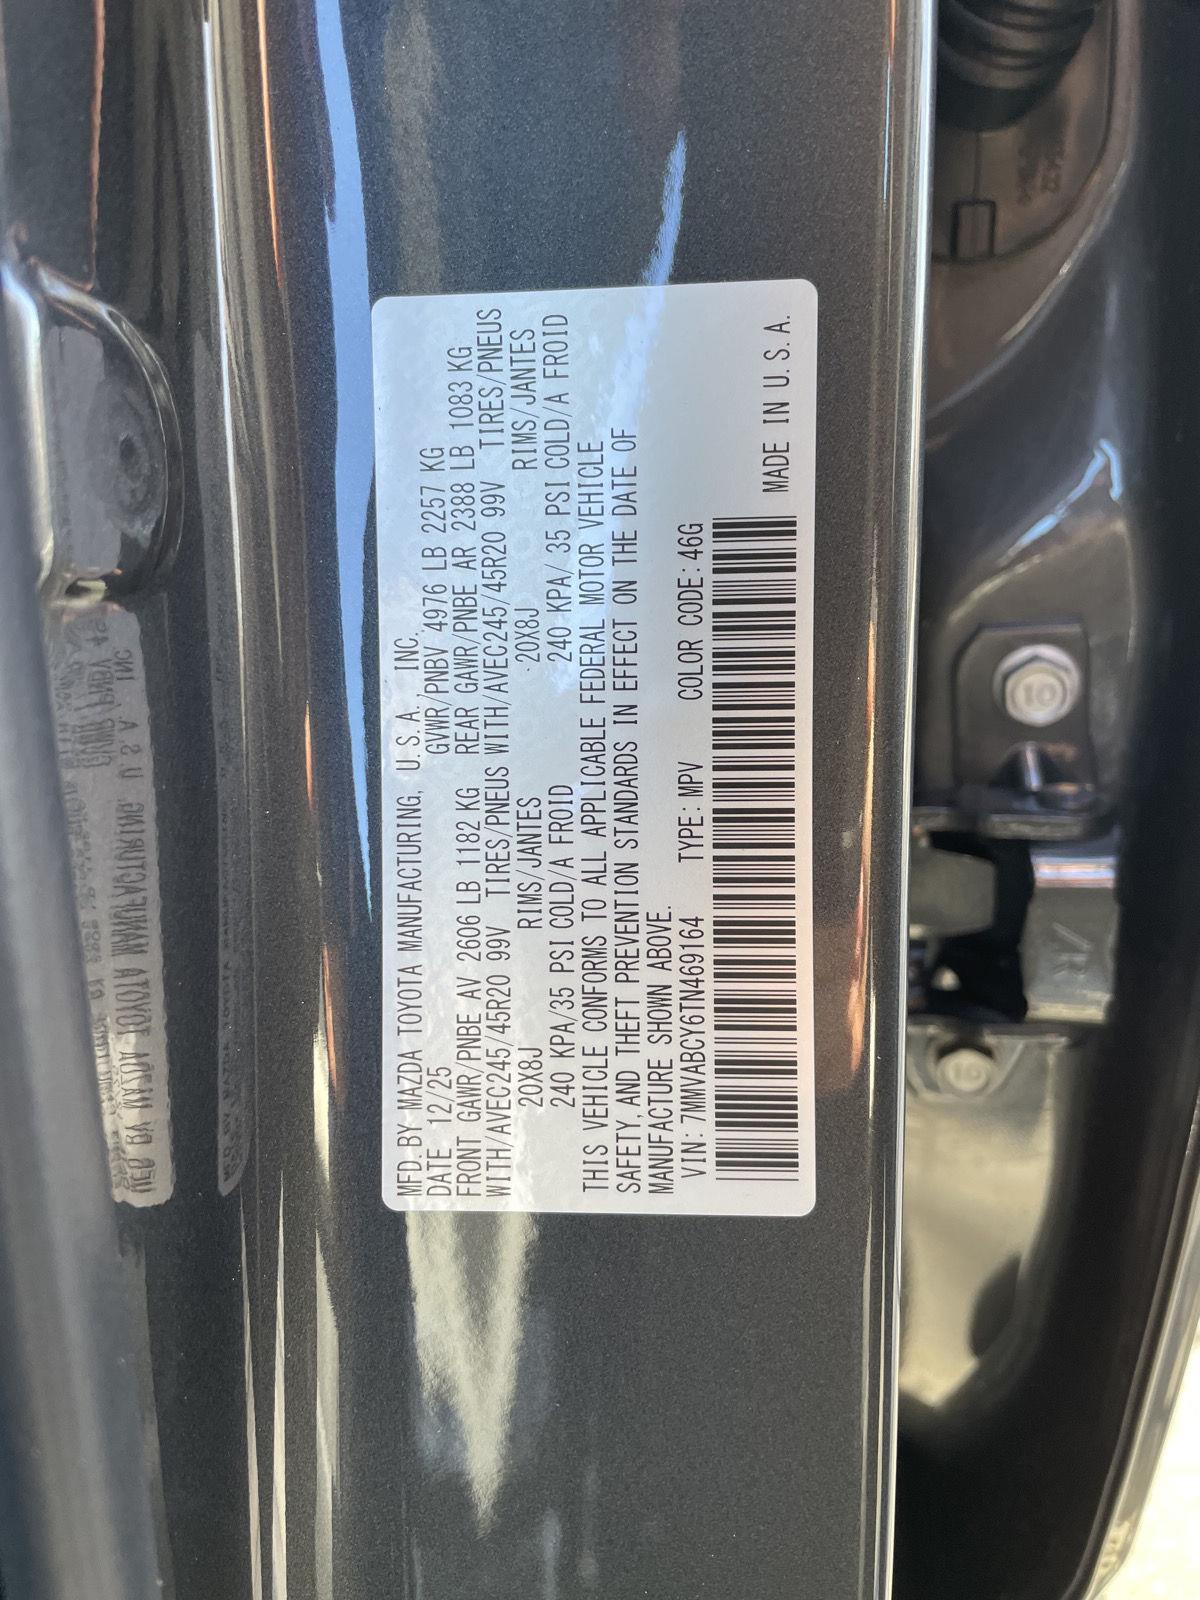 MFD.BY MAZDA TOYOTA MANUFACTURING, U.S.A., INC.
DATE 12/25 GVWR/PNBV 4976 LB 2257 KG
FRONT GAWR/PNBE AV 2606 LB 1182 KG REAR GAWR/PNBE AR 2388 LB 1083 KG
WITH/AVEC245/45R20 99V TIRES/PNEUS WITH/AVEC245/45R20 99V TIRES/PNEUS
20X8J RIMS/JANTES 20X8J RIMS/JANTES
240 KPA/35 PSI COLD/A FROID 240 KPA/ 35 PSI COLD/A FROID
THIS VEHICLE CONFORMS TO ALL APPLICABLE FEDERAL MOTOR VEHICLE
SAFETY, AND THEFT PREVENTION STANDARDS IN EFFECT ON THE DATE OF
MANUFACTURE SHOWN ABOVE.
VIN: 7MMVABCY6TN469164 TYPE: MPV COLOR CODE: 46G
MADE IN U.S.A.
10
10